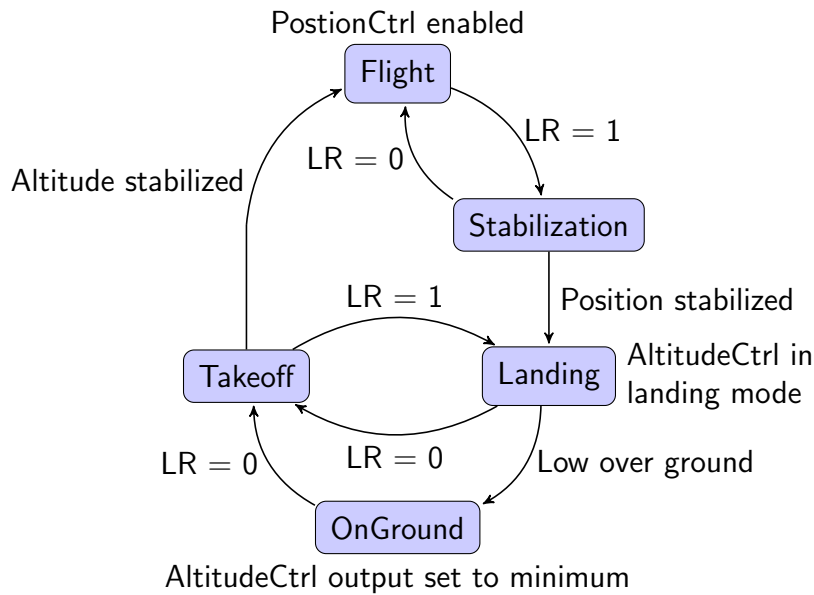 PostionCtrl enabled
Flight
LR = 1
LR = 0
Altitude stabilized
Stabilization
LR = 1
Position stabilized
Takeoff
Landing
AltitudeCtrl in
landing mode
LR = 0
LR = 0
Low over ground
OnGround
AltitudeCtrl output set to minimum